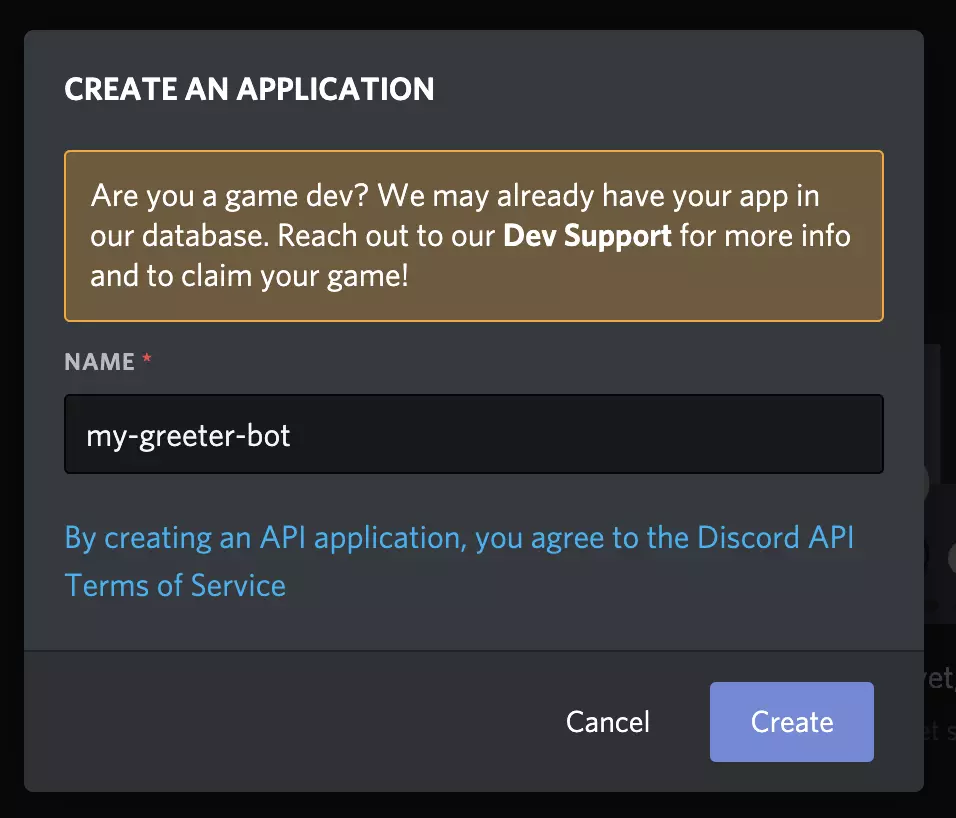 CREATE AN APPLICATION
Are you a game dev? We may already have your app in
our database. Reach out to our Dev Support for more info
and to claim your game!
NAME *
my-greeter-bot
By creating an API application, you agree to the Discord API
Terms of Service
Cancel
Create